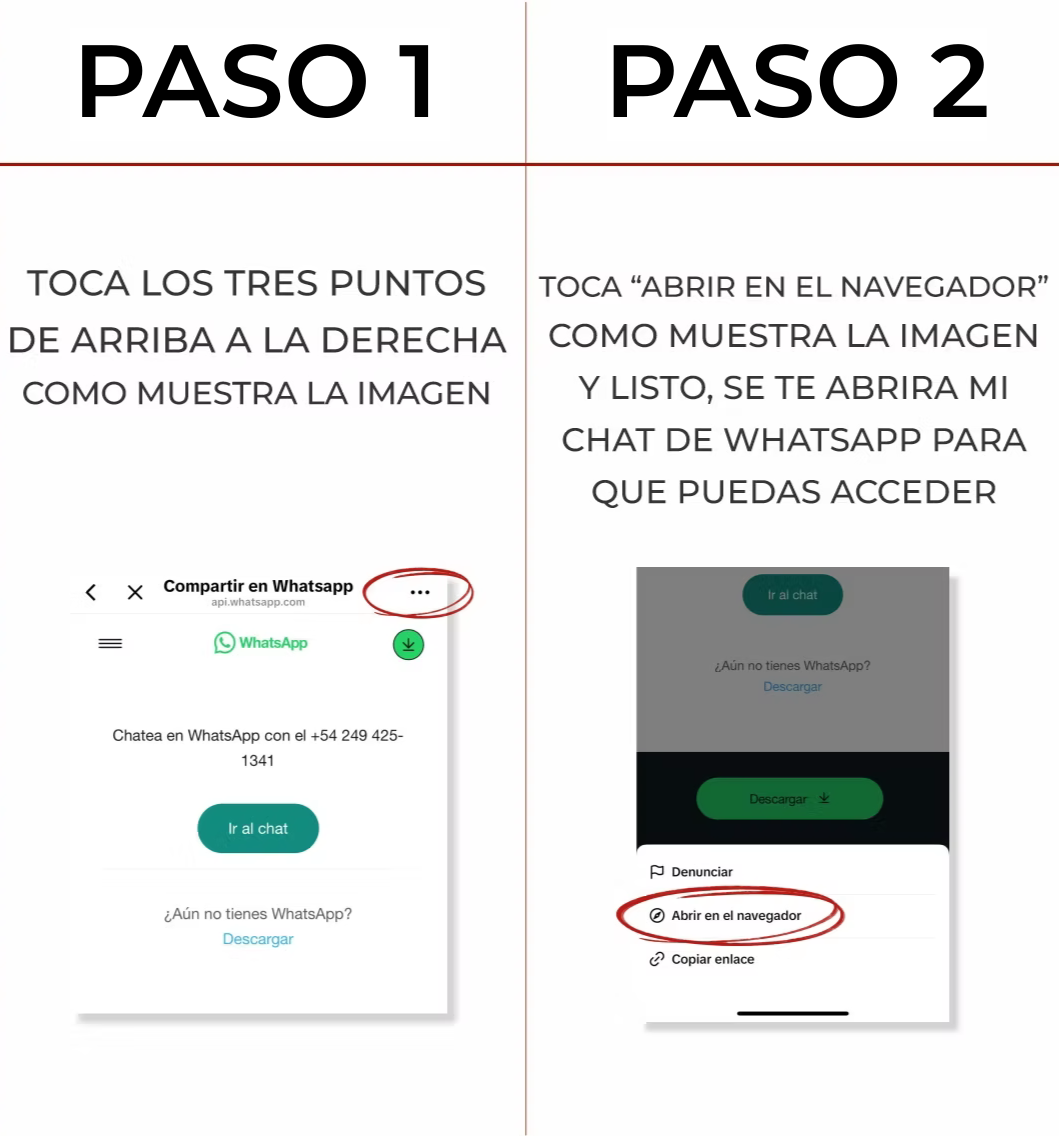 PASO 1
TOCA LOS TRES PUNTOS
DE ARRIBA A LA DERECHA
COMO MUESTRA LA IMAGEN
Compartir en Whatsapp
api.whatsapp.com
WhatsApp
Chatea en WhatsApp con el +54 249 425-
1341
Ir al chat
¿Aún no tienes WhatsApp?
Descargar
PASO 2
TOCA “ABRIR EN EL NAVEGADOR”
COMO MUESTRA LA IMAGEN
Y LISTO, SE TE ABRIRA MI
CHAT DE WHATSAPP PARA
QUE PUEDAS ACCEDER
Ir al chat
¿Aún no tienes WhatsApp?
Descargar
Descargar
Denunciar
Abrir en el navegador
Copiar enlace